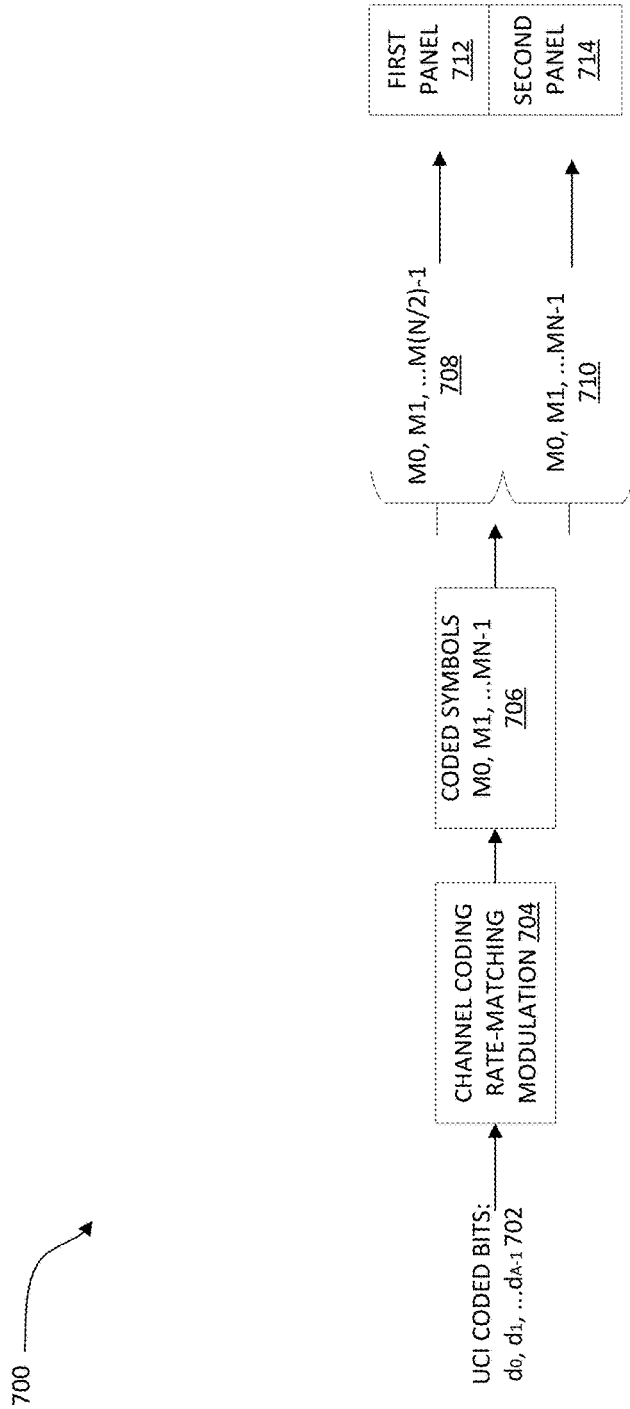 700
UCI CODED BITS:
d0, d1, ...dA-1 702
CHANNEL CODING
RATE-MATCHING
MODULATION 704
CODED SYMBOLS
M0, M1, ...MN-1
706
M0, M1, ...M(N/2)-1
708
M0, M1, ...MN-1
710
FIRST
PANEL
712
SECOND
PANEL
714